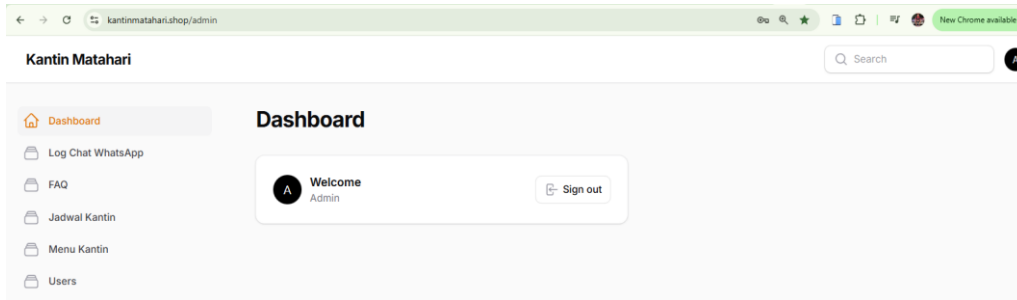 kantinmatahari.shop/admin
New Chrome available
Kantin Matahari
Search
A
Dashboard
Log Chat WhatsApp
FAQ
Jadwal Kantin
Menu Kantin
Users
Dashboard
A
Welcome
Admin
Sign out